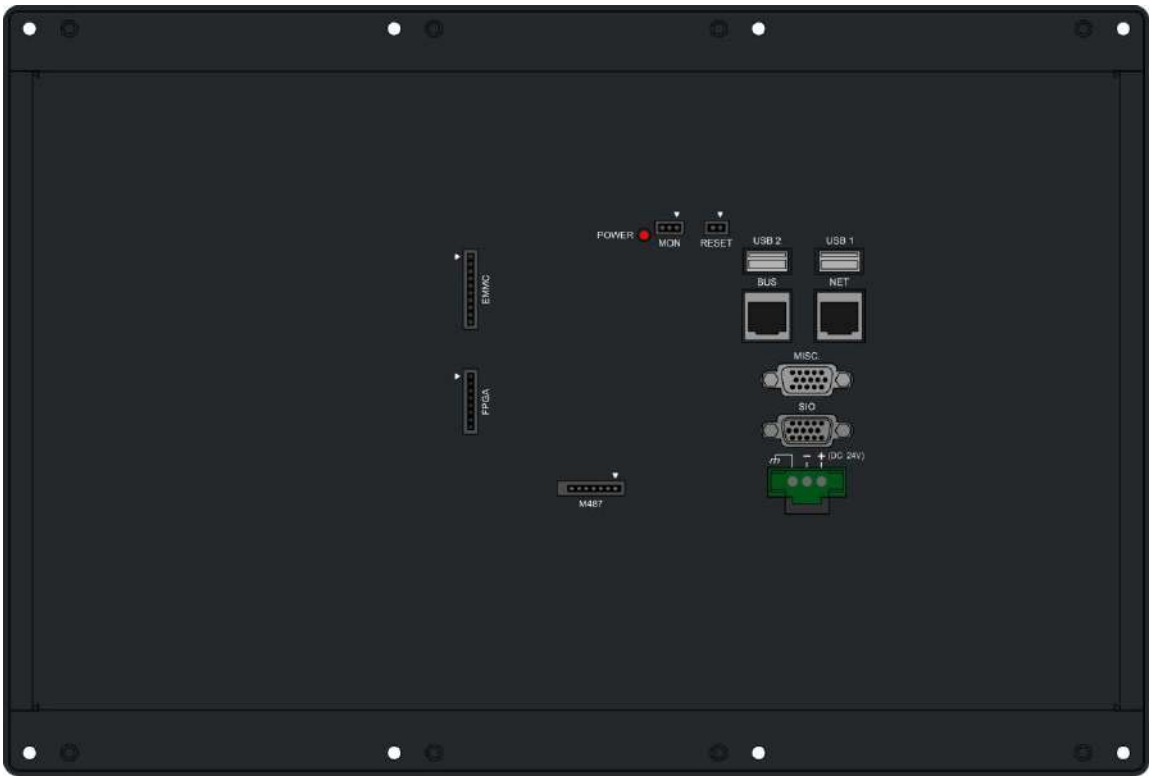 POWER
MON
RESET
USB 2
USB 1
EMMC
BUS
NET
MISC.
FPGA
SIO
− + (DC 24V)
M487